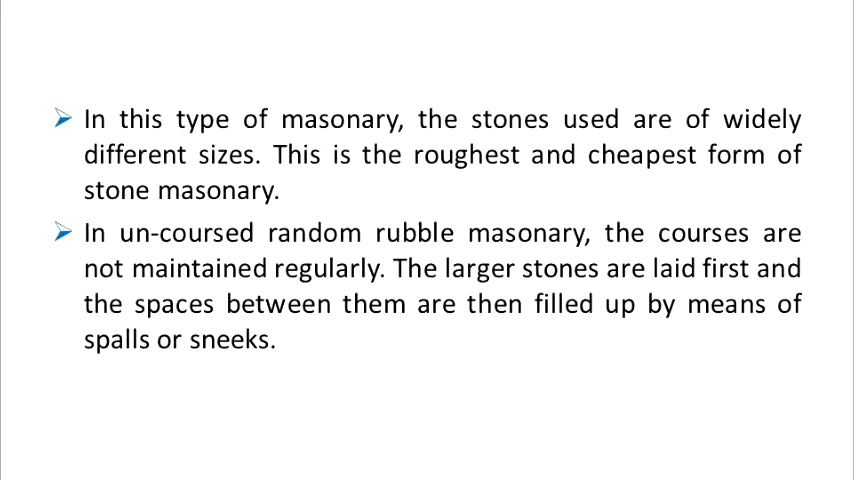 In this type of masonary, the stones used are of widely
different sizes. This is the roughest and cheapest form of
stone masonary.
In un-coursed random rubble masonary, the courses are
not maintained regularly. The larger stones are laid first and
the spaces between them are then filled up by means of
spalls or sneeks.